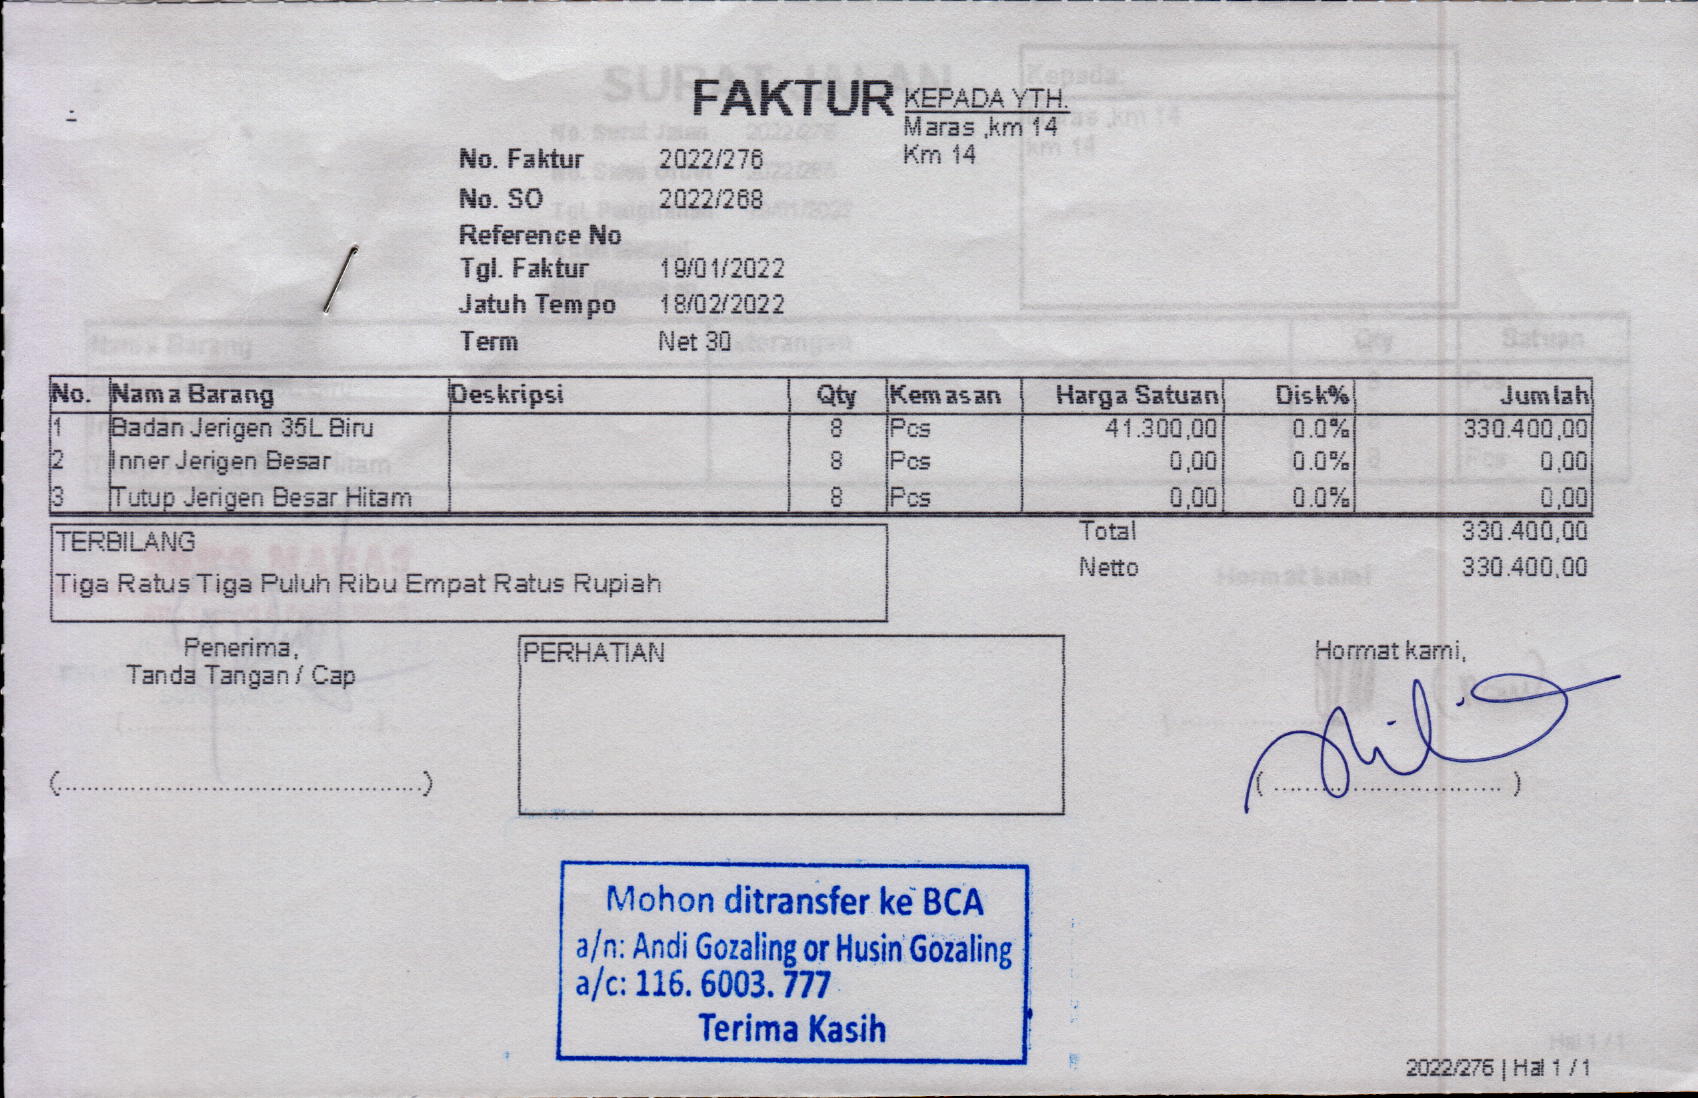 FAKTUR
KEPADA YTH.
Maras ,km 14
Km 14
No. Faktur 2022/276
No. SO 2022/268
Reference No
Tgl. Faktur 19/01/2022
Jatuh Tempo 18/02/2022
Term Net 30
No. Nama Barang Deskripsi Qty Kemasan Harga Satuan Disk% Jumlah
1 Badan Jerigen 35L Biru 8 Pcs 41.300,00 0.0% 330.400,00
2 Inner Jerigen Besar 8 Pcs 0,00 0.0% 0,00
3 Tutup Jerigen Besar Hitam 8 Pcs 0,00 0.0% 0,00
Total 330.400,00
Netto 330.400,00
TERBILANG
Tiga Ratus Tiga Puluh Ribu Empat Ratus Rupiah
Penerima,
Tanda Tangan / Cap
(..............................................)
PERHATIAN
Hormat kami,
(.............................)
Mohon ditransfer ke BCA
a/n: Andi Gozaling or Husin Gozaling
a/c: 116. 6003. 777
Terima Kasih
2022/276 | Hal 1 / 1